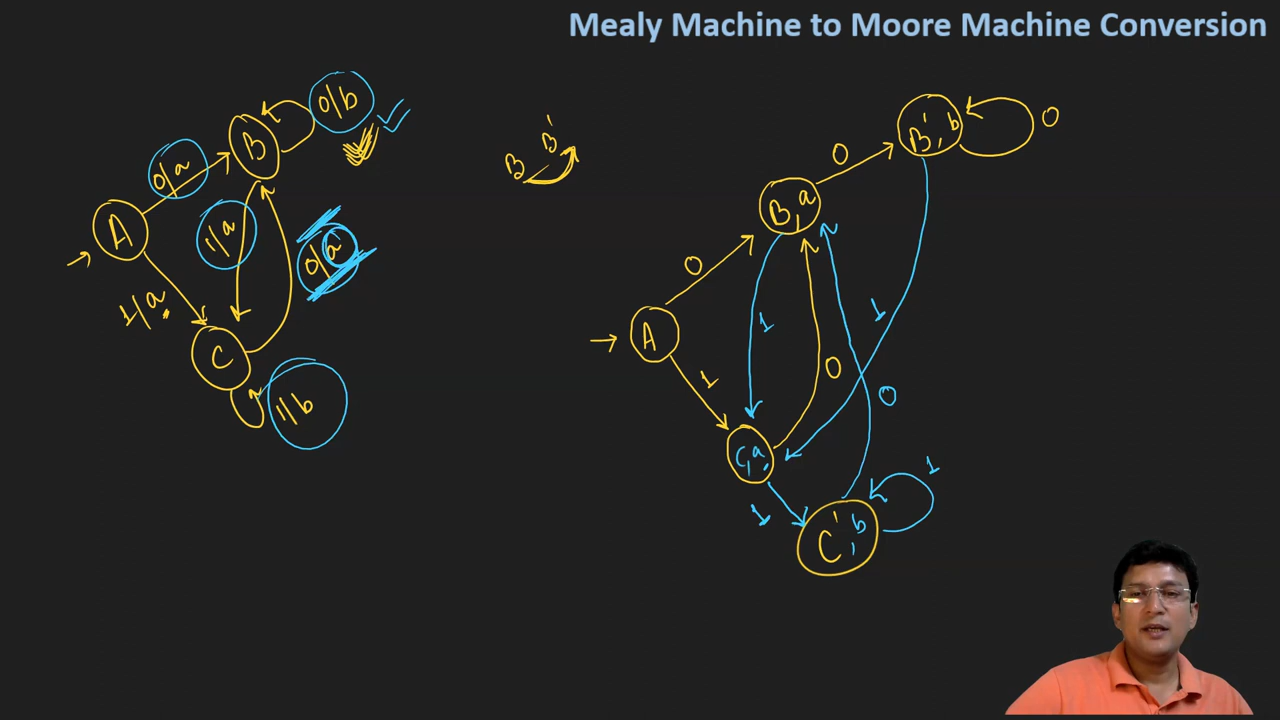 Mealy Machine to Moore Machine Conversion
0/b
B
0/a
A
1/a
0/a
1/a
C
1/b
B B'
B', b
0
0
B, a
0
1
1
A
1
0
0
C, a
1
1
C', b